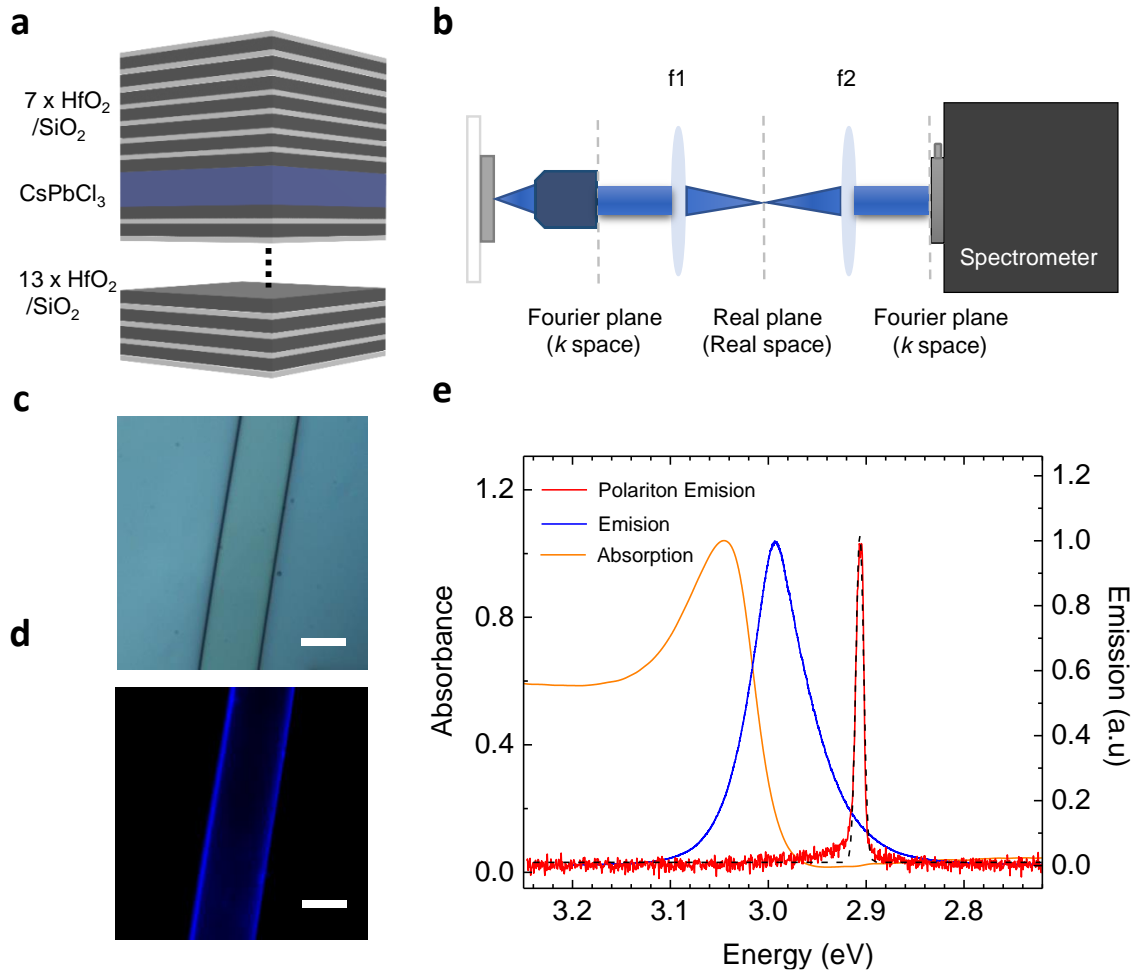 a
7 x HfO₂
/SiO₂
CsPbCl₃
13 x HfO₂
/SiO₂
b
f1
f2
Spectrometer
Fourier plane
(k space)
Real plane
(Real space)
Fourier plane
(k space)
c
d
e
Polariton Emision
Emision
Absorption
Absorbance
1.2
0.8
0.4
0.0
1.2
1.0
0.8
0.6
0.4
0.2
0.0
Emission (a.u)
3.2
3.1
3.0
2.9
2.8
Energy (eV)